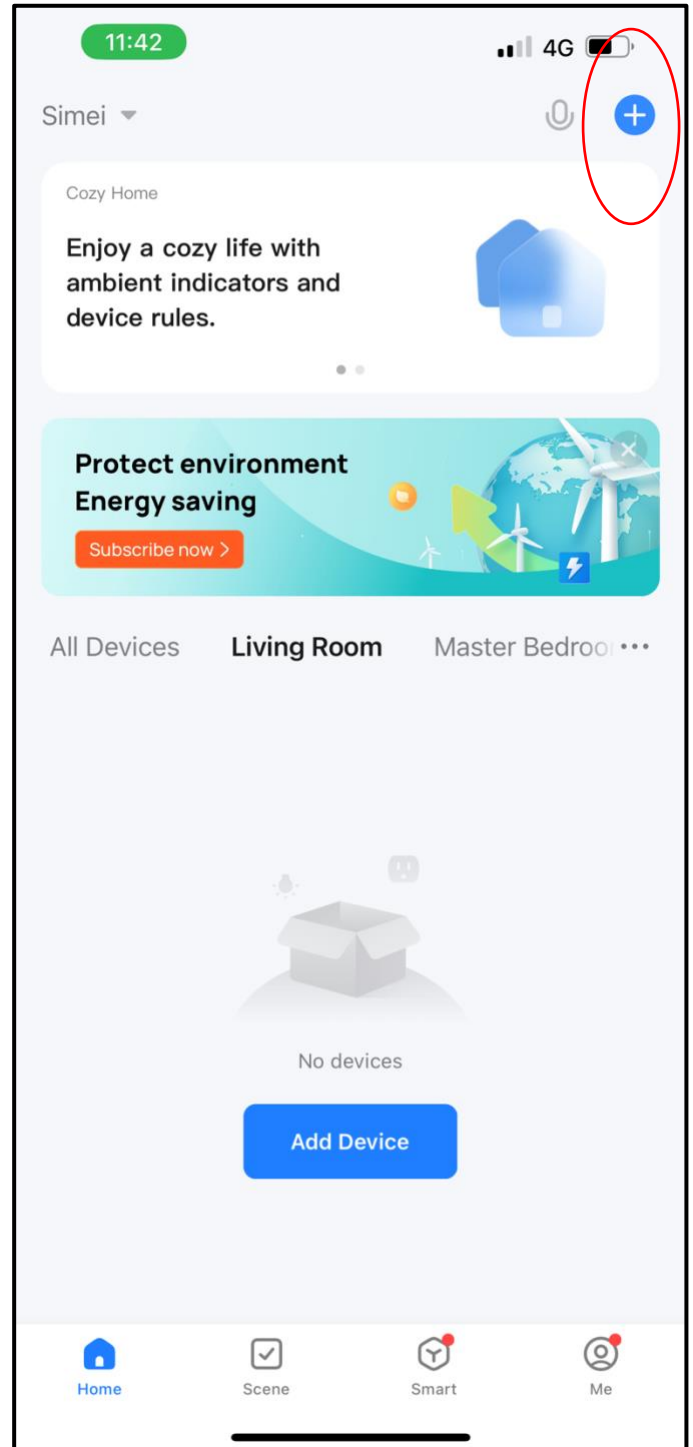 11:42
4G
Simei
Cozy Home
Enjoy a cozy life with
ambient indicators and
device rules.
Protect environment
Energy saving
Subscribe now >
All Devices Living Room Master Bedroo ...
No devices
Add Device
Home Scene Smart Me